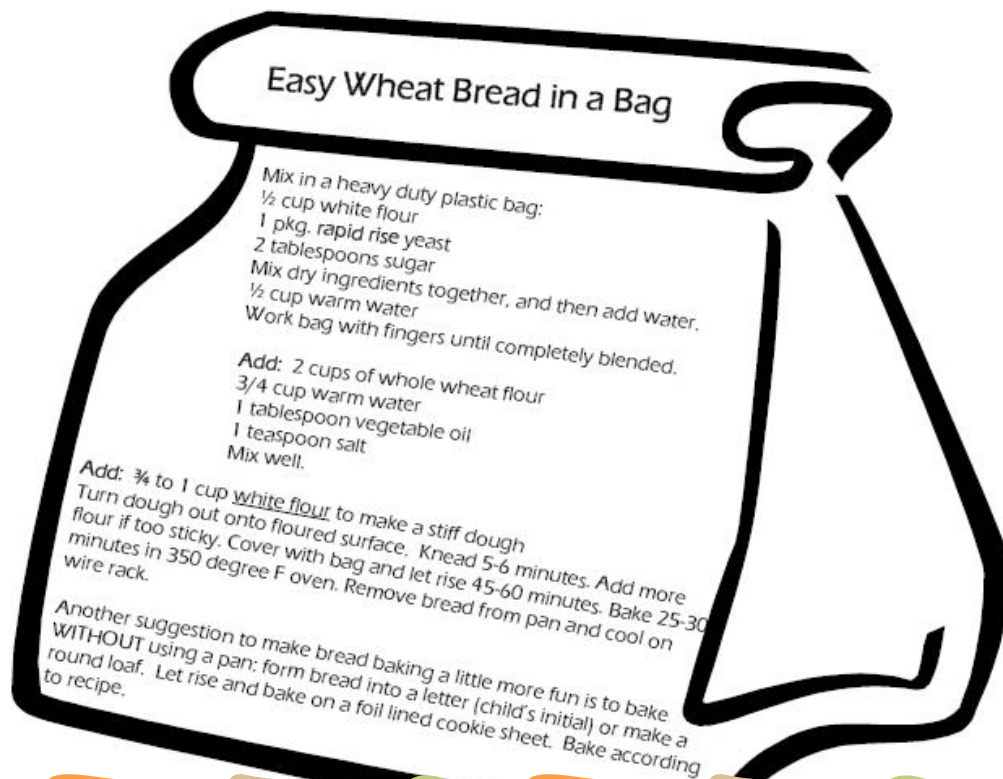 Easy Wheat Bread in a Bag
Mix in a heavy duty plastic bag:
½ cup white flour
1 pkg. rapid rise yeast
2 tablespoons sugar
Mix dry ingredients together, and then add water.
½ cup warm water
Work bag with fingers until completely blended.
Add: 2 cups of whole wheat flour
3/4 cup warm water
1 tablespoon vegetable oil
1 teaspoon salt
Mix well.
Add: ¾ to 1 cup white flour to make a stiff dough
Turn dough out onto floured surface. Knead 5-6 minutes. Add more
flour if too sticky. Cover with bag and let rise 45-60 minutes. Bake 25-30
minutes in 350 degree F oven. Remove bread from pan and cool on
wire rack.
Another suggestion to make bread baking a little more fun is to bake
WITHOUT using a pan: form bread into a letter (child's initial) or make a
round loaf. Let rise and bake on a foil lined cookie sheet. Bake according
to recipe.